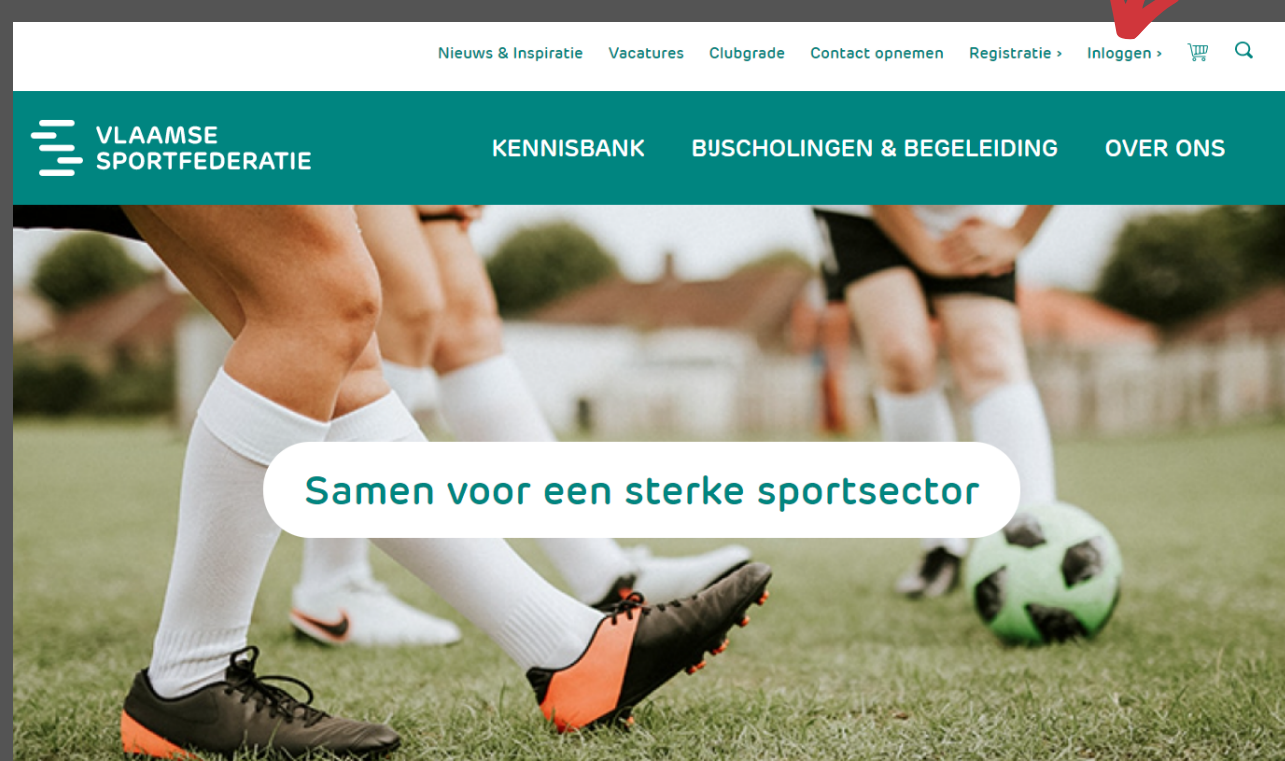 Nieuws & Inspiratie Vacatures Clubgrade Contact opnemen Registratie › Inloggen ›
VLAAMSE
SPORTFEDERATIE
KENNISBANK BIJSCHOLINGEN & BEGELEIDING OVER ONS
Samen voor een sterke sportsector